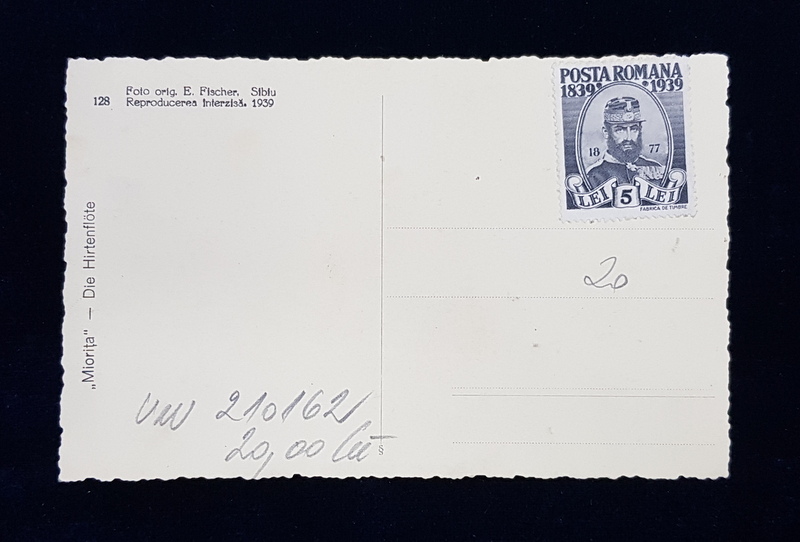 128
Foto orig. E. Fischer, Sibiu
Reproducerea interzisă. 1939
„Miorița" — Die Hirtenflöte
POSTA ROMANA
1839 1939
18 77
LEI 5 LEI
FABRICA DE TIMBRE
20
210162
20,00 lei
S